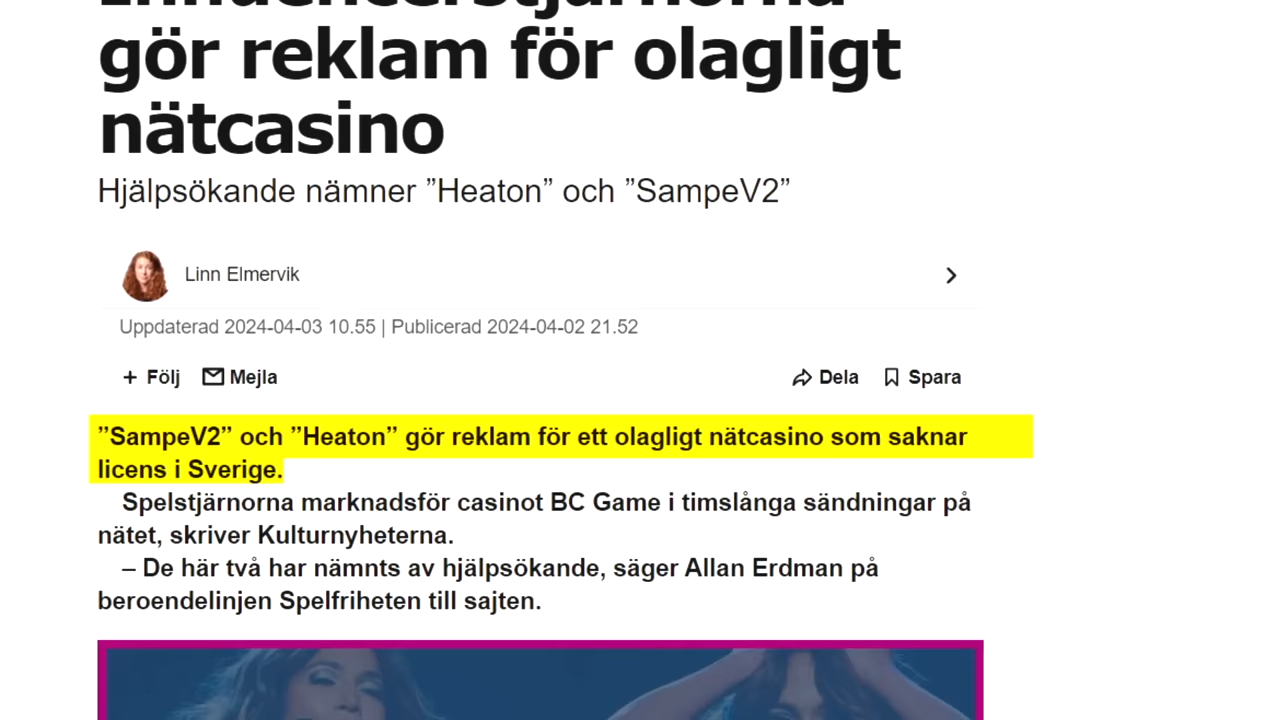 gör reklam för olagligt
nätcasino
Hjälpsökande nämner ”Heaton” och ”SampeV2”
Linn Elmervik
Uppdaterad 2024-04-03 10.55 | Publicerad 2024-04-02 21.52
+ Följ Mejla Dela Spara
”SampeV2” och ”Heaton” gör reklam för ett olagligt nätcasino som saknar
licens i Sverige.
Spelstjärnorna marknadsför casinot BC Game i timslånga sändningar på
nätet, skriver Kulturnyheterna.
– De här två har nämnts av hjälpsökande, säger Allan Erdman på
beroendelinjen Spelfriheten till sajten.